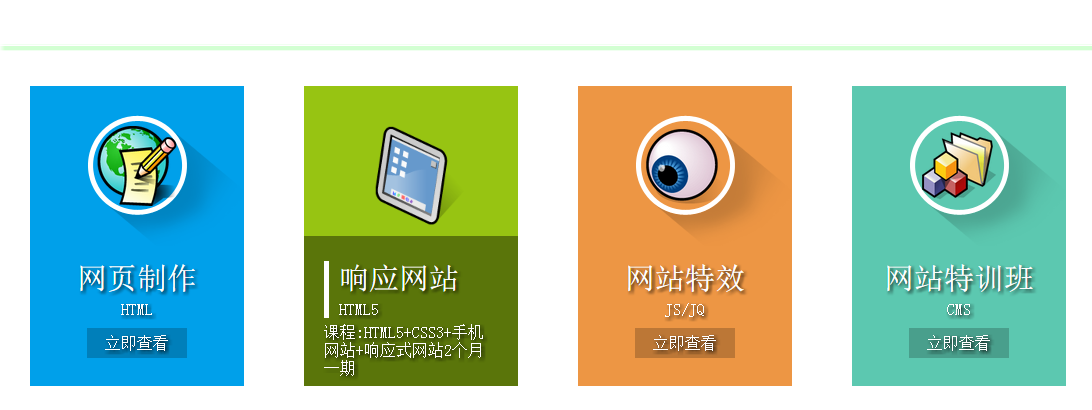 网页制作
HTML
立即查看
响应网站
HTML5
课程:HTML5+CSS3+手机
网站+响应式网站2个月
一期
网站特效
JS/JQ
立即查看
网站特训班
CMS
立即查看